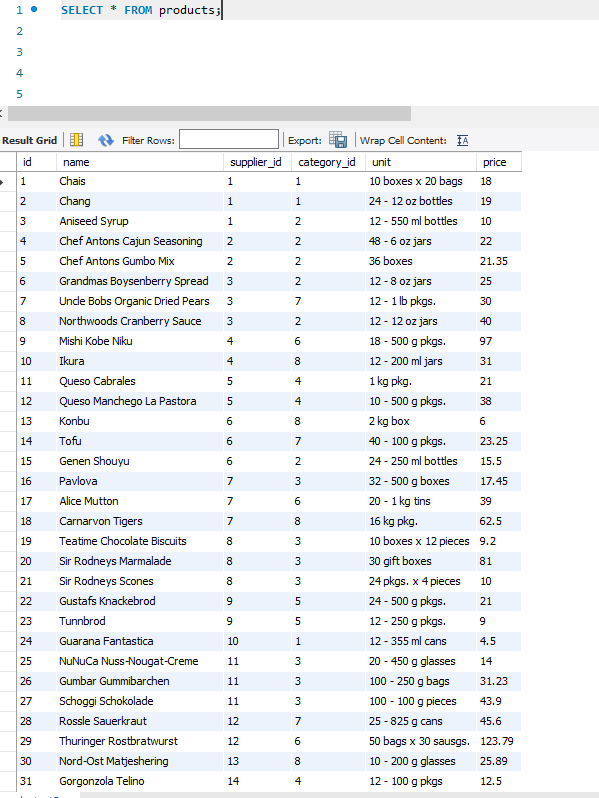 1 SELECT * FROM products;
2
3
4
5
Result Grid Filter Rows: Export: Wrap Cell Content:
id name supplier_id category_id unit price
1 Chais 1 1 10 boxes x 20 bags 18
2 Chang 1 1 24 - 12 oz bottles 19
3 Aniseed Syrup 1 2 12 - 550 ml bottles 10
4 Chef Antons Cajun Seasoning 2 2 48 - 6 oz jars 22
5 Chef Antons Gumbo Mix 2 2 36 boxes 21.35
6 Grandmas Boysenberry Spread 3 2 12 - 8 oz jars 25
7 Uncle Bobs Organic Dried Pears 3 7 12 - 1 lb pkgs. 30
8 Northwoods Cranberry Sauce 3 2 12 - 12 oz jars 40
9 Mishi Kobe Niku 4 6 18 - 500 g pkgs. 97
10 Ikura 4 8 12 - 200 ml jars 31
11 Queso Cabrales 5 4 1 kg pkg. 21
12 Queso Manchego La Pastora 5 4 10 - 500 g pkgs. 38
13 Konbu 6 8 2 kg box 6
14 Tofu 6 7 40 - 100 g pkgs. 23.25
15 Genen Shouyu 6 2 24 - 250 ml bottles 15.5
16 Pavlova 7 3 32 - 500 g boxes 17.45
17 Alice Mutton 7 6 20 - 1 kg tins 39
18 Carnarvon Tigers 7 8 16 kg pkg. 62.5
19 Teatime Chocolate Biscuits 8 3 10 boxes x 12 pieces 9.2
20 Sir Rodneys Marmalade 8 3 30 gift boxes 81
21 Sir Rodneys Scones 8 3 24 pkgs. x 4 pieces 10
22 Gustafs Knackebrod 9 5 24 - 500 g pkgs. 21
23 Tunnbrod 9 5 12 - 250 g pkgs. 9
24 Guarana Fantastica 10 1 12 - 355 ml cans 4.5
25 NuNuCa Nuss-Nougat-Creme 11 3 20 - 450 g glasses 14
26 Gumbar Gummibarchen 11 3 100 - 250 g bags 31.23
27 Schoggi Schokolade 11 3 100 - 100 g pieces 43.9
28 Rossle Sauerkraut 12 7 25 - 825 g cans 45.6
29 Thuringer Rostbratwurst 12 6 50 bags x 30 sausgs. 123.79
30 Nord-Ost Matjeshering 13 8 10 - 200 g glasses 25.89
31 Gorgonzola Telino 14 4 12 - 100 g pkgs 12.5